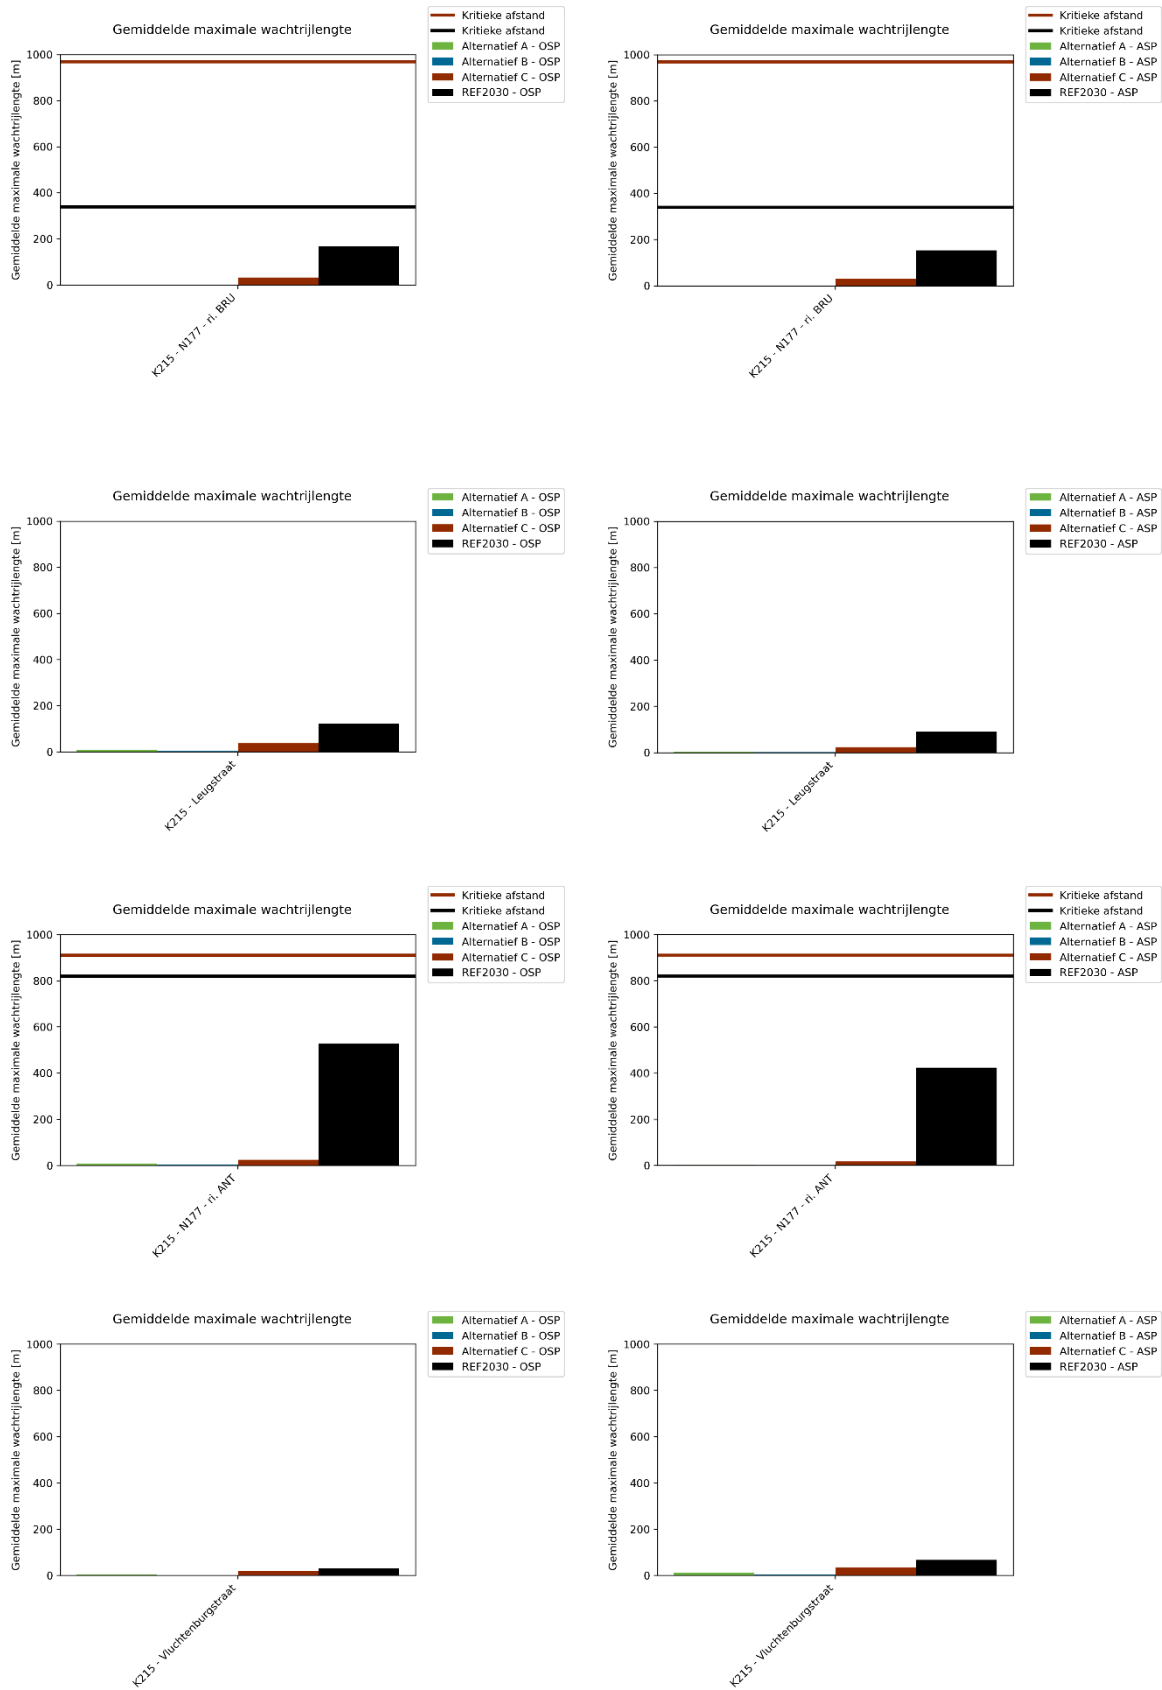 Gemiddelde maximale wachtrijlengte
Kritieke afstand
Kritieke afstand
Alternatief A - OSP
Alternatief B - OSP
Alternatief C - OSP
REF2030 - OSP
Gemiddelde maximale wachtrijlengte [m]
1000
800
600
400
200
0
K215 - N177 - ri. BRU
Gemiddelde maximale wachtrijlengte
Kritieke afstand
Kritieke afstand
Alternatief A - ASP
Alternatief B - ASP
Alternatief C - ASP
REF2030 - ASP
Gemiddelde maximale wachtrijlengte [m]
1000
800
600
400
200
0
K215 - N177 - ri. BRU
Gemiddelde maximale wachtrijlengte
Alternatief A - OSP
Alternatief B - OSP
Alternatief C - OSP
REF2030 - OSP
Gemiddelde maximale wachtrijlengte [m]
1000
800
600
400
200
0
K215 - Leugstraat
Gemiddelde maximale wachtrijlengte
Alternatief A - ASP
Alternatief B - ASP
Alternatief C - ASP
REF2030 - ASP
Gemiddelde maximale wachtrijlengte [m]
1000
800
600
400
200
0
K215 - Leugstraat
Gemiddelde maximale wachtrijlengte
Kritieke afstand
Kritieke afstand
Alternatief A - OSP
Alternatief B - OSP
Alternatief C - OSP
REF2030 - OSP
Gemiddelde maximale wachtrijlengte [m]
1000
800
600
400
200
0
K215 - N177 - ri. ANT
Gemiddelde maximale wachtrijlengte
Kritieke afstand
Kritieke afstand
Alternatief A - ASP
Alternatief B - ASP
Alternatief C - ASP
REF2030 - ASP
Gemiddelde maximale wachtrijlengte [m]
1000
800
600
400
200
0
K215 - N177 - ri. ANT
Gemiddelde maximale wachtrijlengte
Alternatief A - OSP
Alternatief B - OSP
Alternatief C - OSP
REF2030 - OSP
Gemiddelde maximale wachtrijlengte [m]
1000
800
600
400
200
0
K215 - Vluchtenburgstraat
Gemiddelde maximale wachtrijlengte
Alternatief A - ASP
Alternatief B - ASP
Alternatief C - ASP
REF2030 - ASP
Gemiddelde maximale wachtrijlengte [m]
1000
800
600
400
200
0
K215 - Vluchtenburgstraat